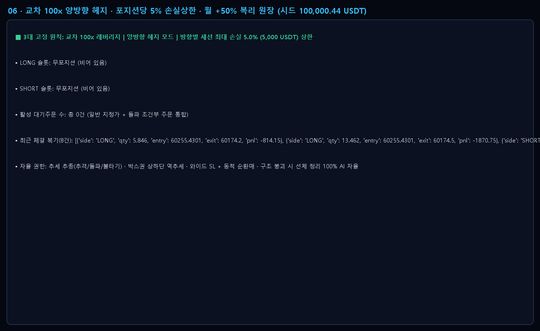 06 · 교차 100x 양방향 헤지 · 포지션당 5% 손실상한 · 월 +50% 복리 원장 (시드 100,000.44 USDT)
■ 3대 고정 원칙: 교차 100x 레버리지 | 양방향 헤지 모드 | 방향별 새션 최대 손실 5.0% (5,000 USDT) 상한
• LONG 슬롯: 무포지션 (비어 있음)
• SHORT 슬롯: 무포지션 (비어 있음)
• 활성 대기주문 수: 총 0건 (일반 지정가 + 돌파 조건부 주문 통합)
• 최근 체결 복기(8건): [{'side': 'LONG', 'qty': 5.846, 'entry': 60255.4301, 'exit': 60174.2, 'pnl': -814.15}, {'side': 'LONG', 'qty': 13.462, 'entry': 60255.4301, 'exit': 60174.5, 'pnl': -1870.75}, {'side': 'SHORT
• 자율 권한: 추세 추종(추격/돌파/불타기) · 박스권 상하단 역추세 · 와이드 SL + 동적 순환매 · 구조 붕괴 시 선제 정리 100% AI 자율